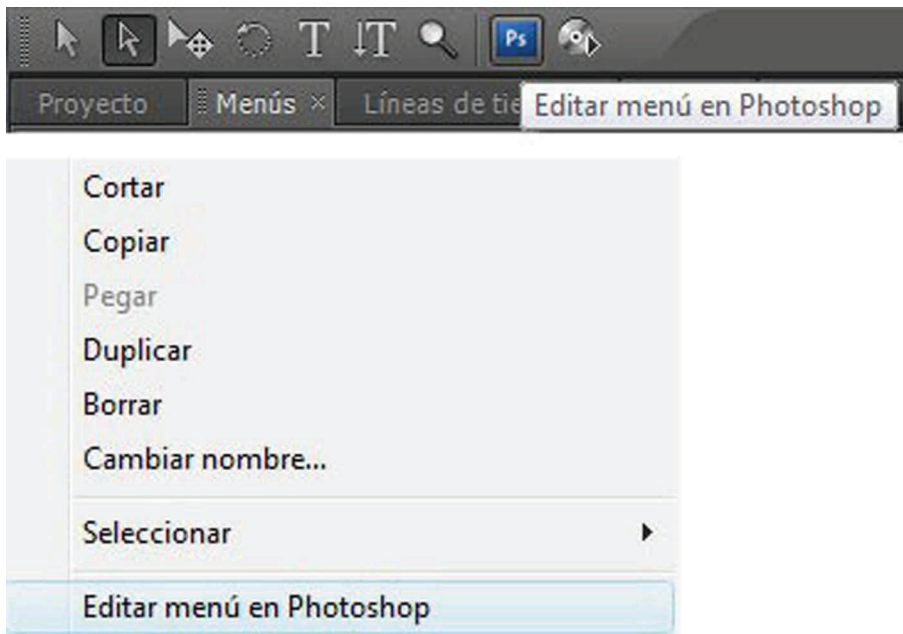 Ps
Proyecto Menús × Líneas de tie
Editar menú en Photoshop
Cortar
Copiar
Pegar
Duplicar
Borrar
Cambiar nombre...
Seleccionar
Editar menú en Photoshop